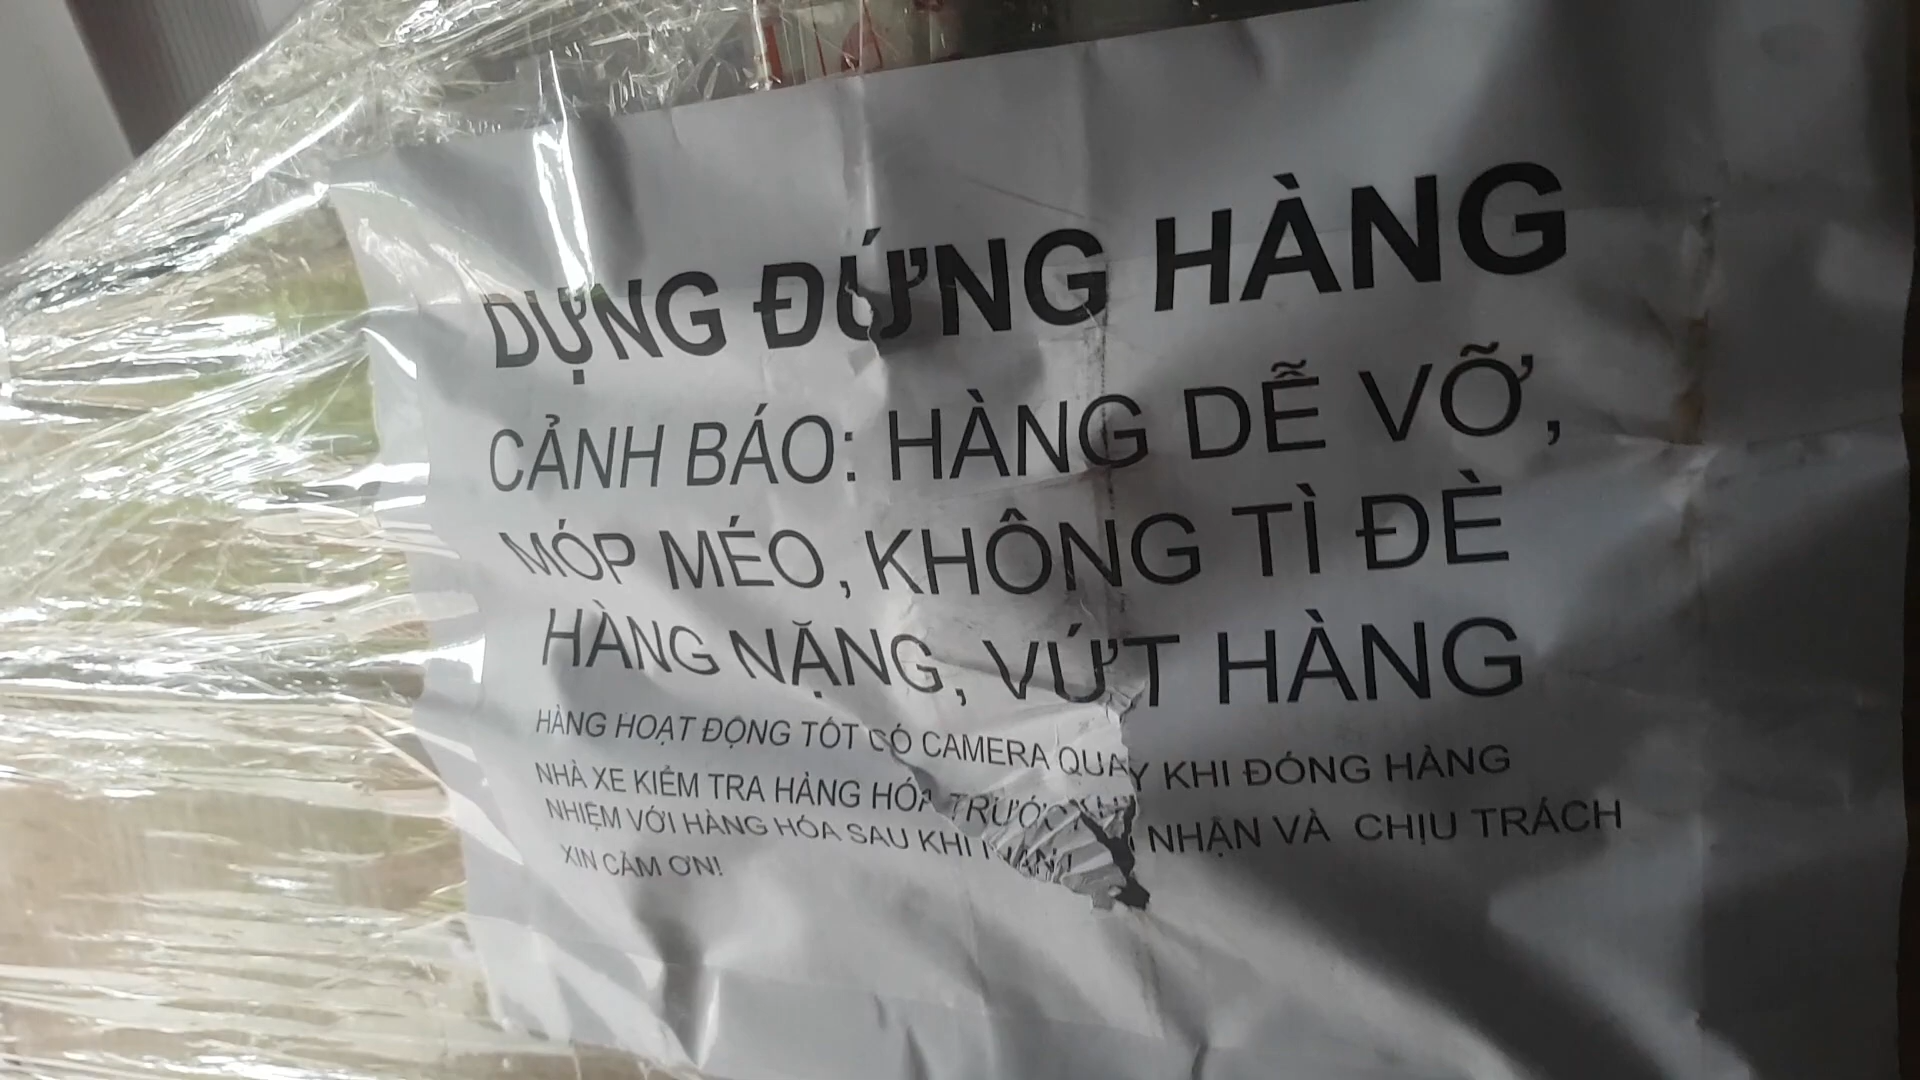 DỰNG ĐỨNG HÀNG
CẢNH BÁO: HÀNG DỄ VỠ,
MÓP MÉO, KHÔNG TÌ ĐÈ
HÀNG NẶNG, VỨT HÀNG
HÀNG HOẠT ĐỘNG TỐT CÓ CAMERA QUAY KHI ĐÓNG HÀNG
NHÀ XE KIỂM TRA HÀNG HÓA TRƯỚC KHI NHẬN VÀ CHỊU TRÁCH
NHIỆM VỚI HÀNG HÓA SAU KHI NHẬN
XIN CẢM ƠN!